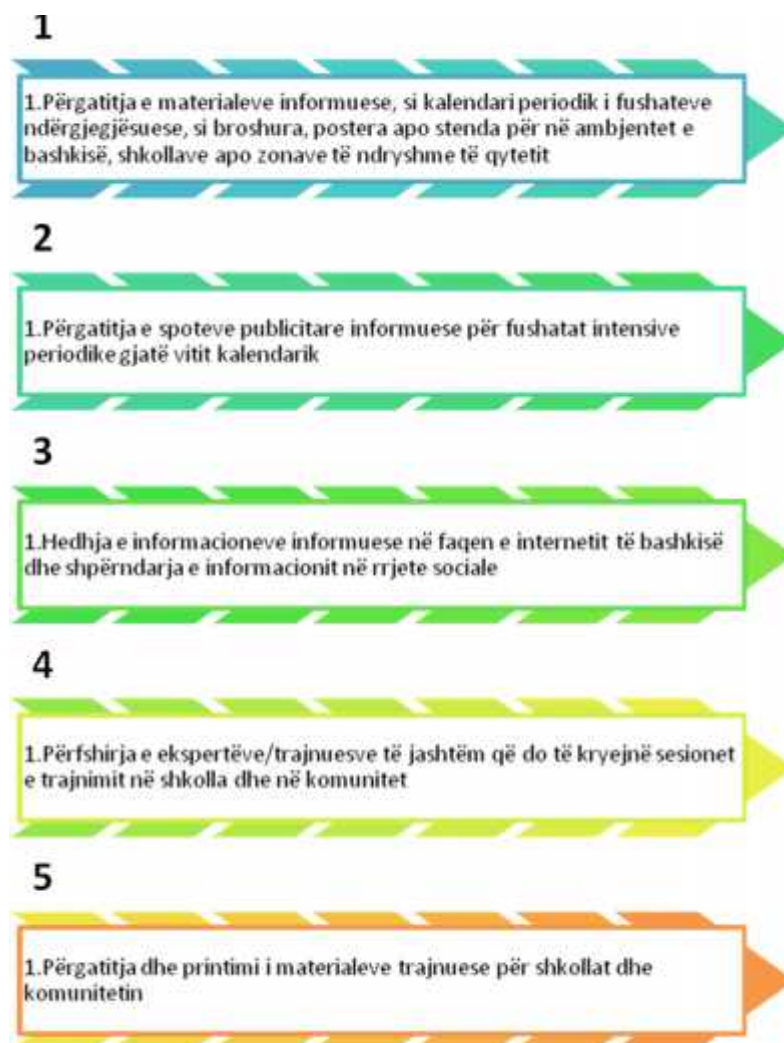 1
1.Përgatitja e materialeve informuese, si kalendari periodik i fushateve
ndërgjegjësuese, si broshura, postera apo stenda për në ambjentet e
bashkisë, shkollave apo zonave të ndryshme të qytetit
2
1.Përgatitja e spoteve publicitare informuese për fushatat intensive
periodike gjatë vitit kalendarik
3
1.Hedhja e informacioneve informuese në faqen e internetit të bashkisë
dhe shpërndarja e informacionit në rrjete sociale
4
1.Përfshirja e ekspertëve/trajnuesve të jashtëm që do të kryejnë sesionet
e trajnimit në shkolla dhe në komunitet
5
1.Përgatitja dhe printimi i materialeve trajnuese për shkollat dhe
komunitetin